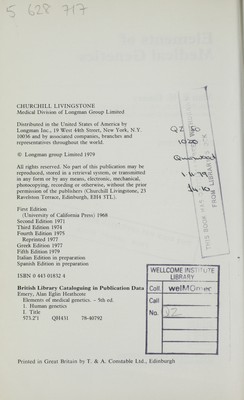 5 628 717
CHURCHILL LIVINGSTONE
Medical Division of Longman Group Limited
Distributed in the United States of America by
Longman Inc., 19 West 44th Street, New York, N.Y.
10036 and by associated companies, branches and
representatives throughout the world.
© Longman group Limited 1979
All rights reserved. No part of this publication may be
reproduced, stored in a retrieval system, or transmitted
in any form or by any means, electronic, mechanical,
photocopying, recording or otherwise, without the prior
permission of the publishers (Churchill Livingstone, 23
Ravelston Terrace, Edinburgh, EH4 3TL).
First Edition
(University of California Press) 1968
Second Edition 1971
Third Edition 1974
Fourth Edition 1975
Reprinted 1977
Greek Edition 1977
Fifth Edition 1979
Italian Edition in preparation
Spanish Edition in preparation
ISBN 0 443 01852 4
British Library Cataloguing in Publication Data
Emery, Alan Eglin Heathcote
Elements of medical genetics. – 5th ed.
1. Human genetics
I. Title
573.2'1 QH431 78-40792
QZ 50
THIS BOOK
FROM LIBRARY
WELLCOME INSTITUTE
LIBRARY
Coll. welMOmec
Call
No.
Printed in Great Britain by T. & A. Constable Ltd., Edinburgh